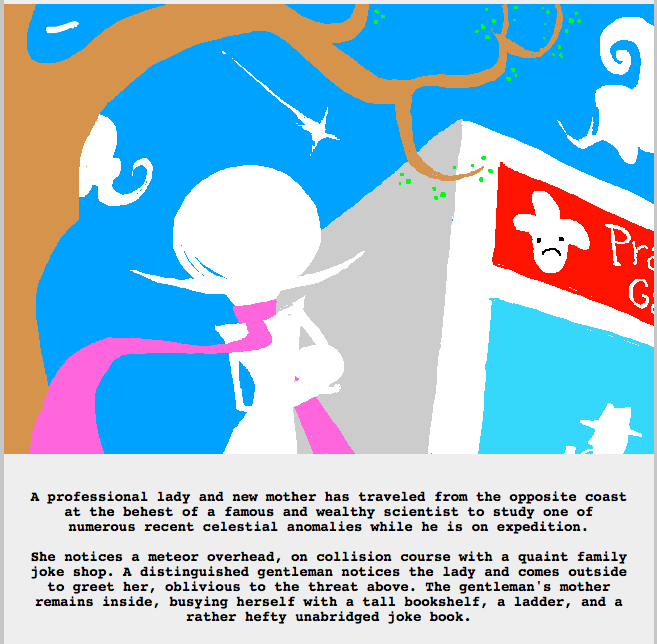 Pra
G
A professional lady and new mother has traveled from the opposite coast
at the behest of a famous and wealthy scientist to study one of
numerous recent celestial anomalies while he is on expedition.
She notices a meteor overhead, on collision course with a quaint family
joke shop. A distinguished gentleman notices the lady and comes outside
to greet her, oblivious to the threat above. The gentleman's mother
remains inside, busying herself with a tall bookshelf, a ladder, and a
rather hefty unabridged joke book.